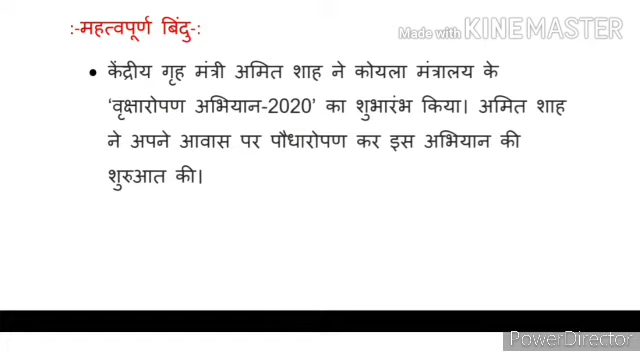 :-महत्वपूर्ण बिंदु-:
Made with KINEMASTER
• केंद्रीय गृह मंत्री अमित शाह ने कोयला मंत्रालय के
‘वृक्षारोपण अभियान-2020’ का शुभारंभ किया। अमित शाह
ने अपने आवास पर पौधारोपण कर इस अभियान की
शुरुआत की।
PowerDirector